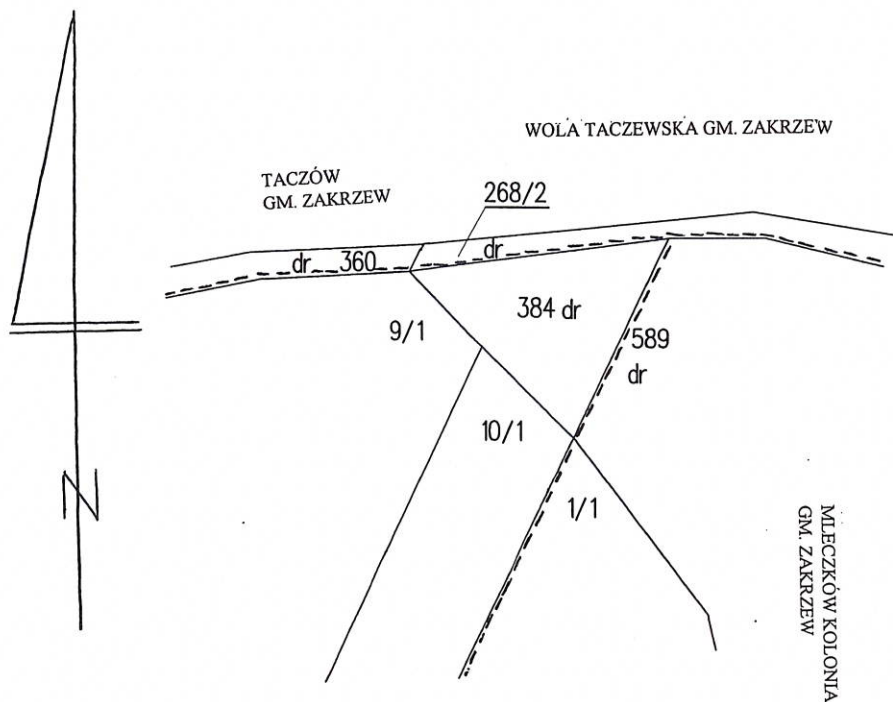 WOLA TACZEWSKA GM. ZAKRZEW
TACZÓW
GM. ZAKRZEW
268/2
dr 360
dr
384 dr
9/1
589
dr
10/1
1/1
N
MLECZKÓW KOLONIA
GM. ZAKRZEW